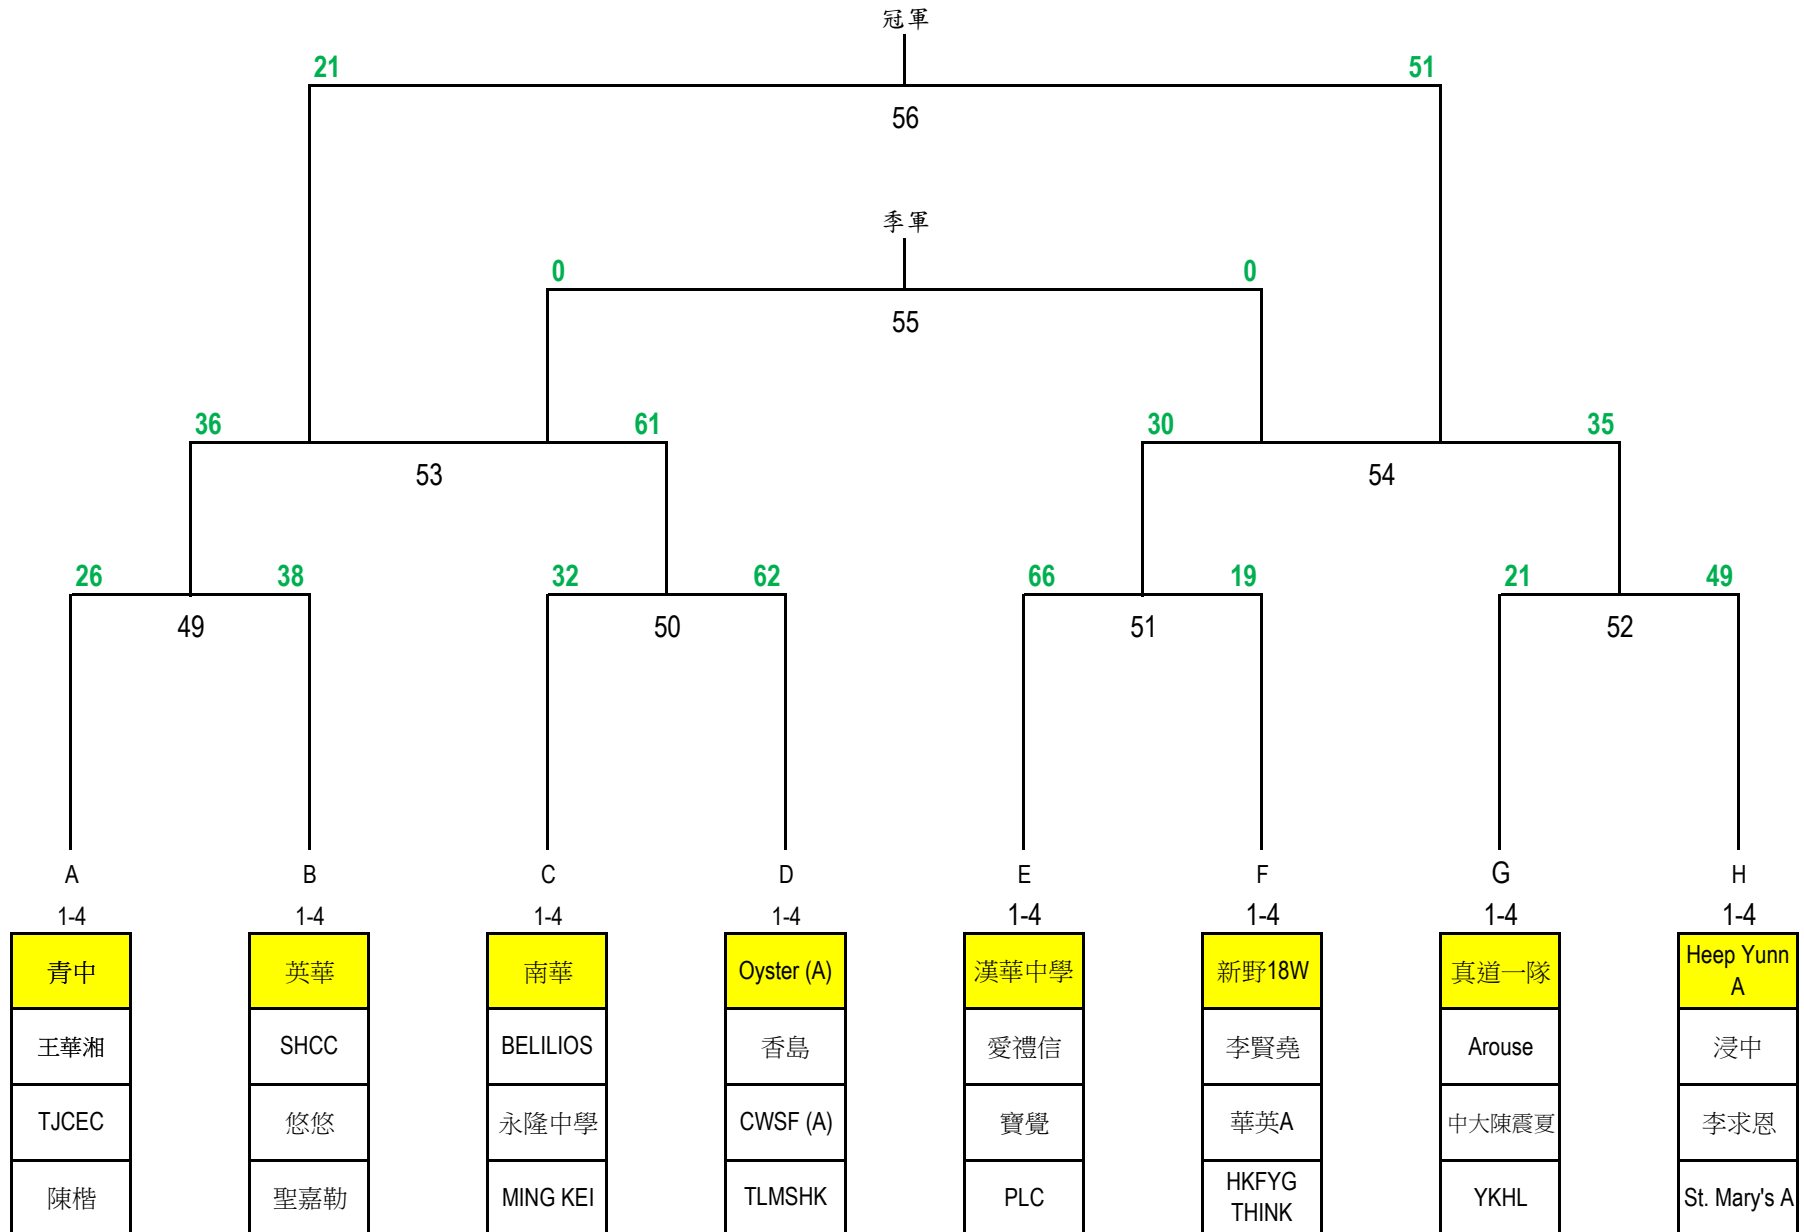 冠軍
21 51
56
季軍
0 0
55
36 61 30 35
53 54
26 38 32 62 66 19 21 49
49 50 51 52
A B C D E F G H
1-4 1-4 1-4 1-4 1-4 1-4 1-4 1-4
青中 英華 南華 Oyster (A) 漢華中學 新野18W 真道一隊 Heep Yunn
A
王華湘 SHCC BELILIOS 香島 愛禮信 李賢堯 Arouse 浸中
TJCEC 悠悠 永隆中學 CWSF (A) 寶覺 華英A 中大陳震夏 李求恩
陳楷 聖嘉勒 MING KEI TLMSHK PLC HKFYG
THINK YKHL St. Mary's A